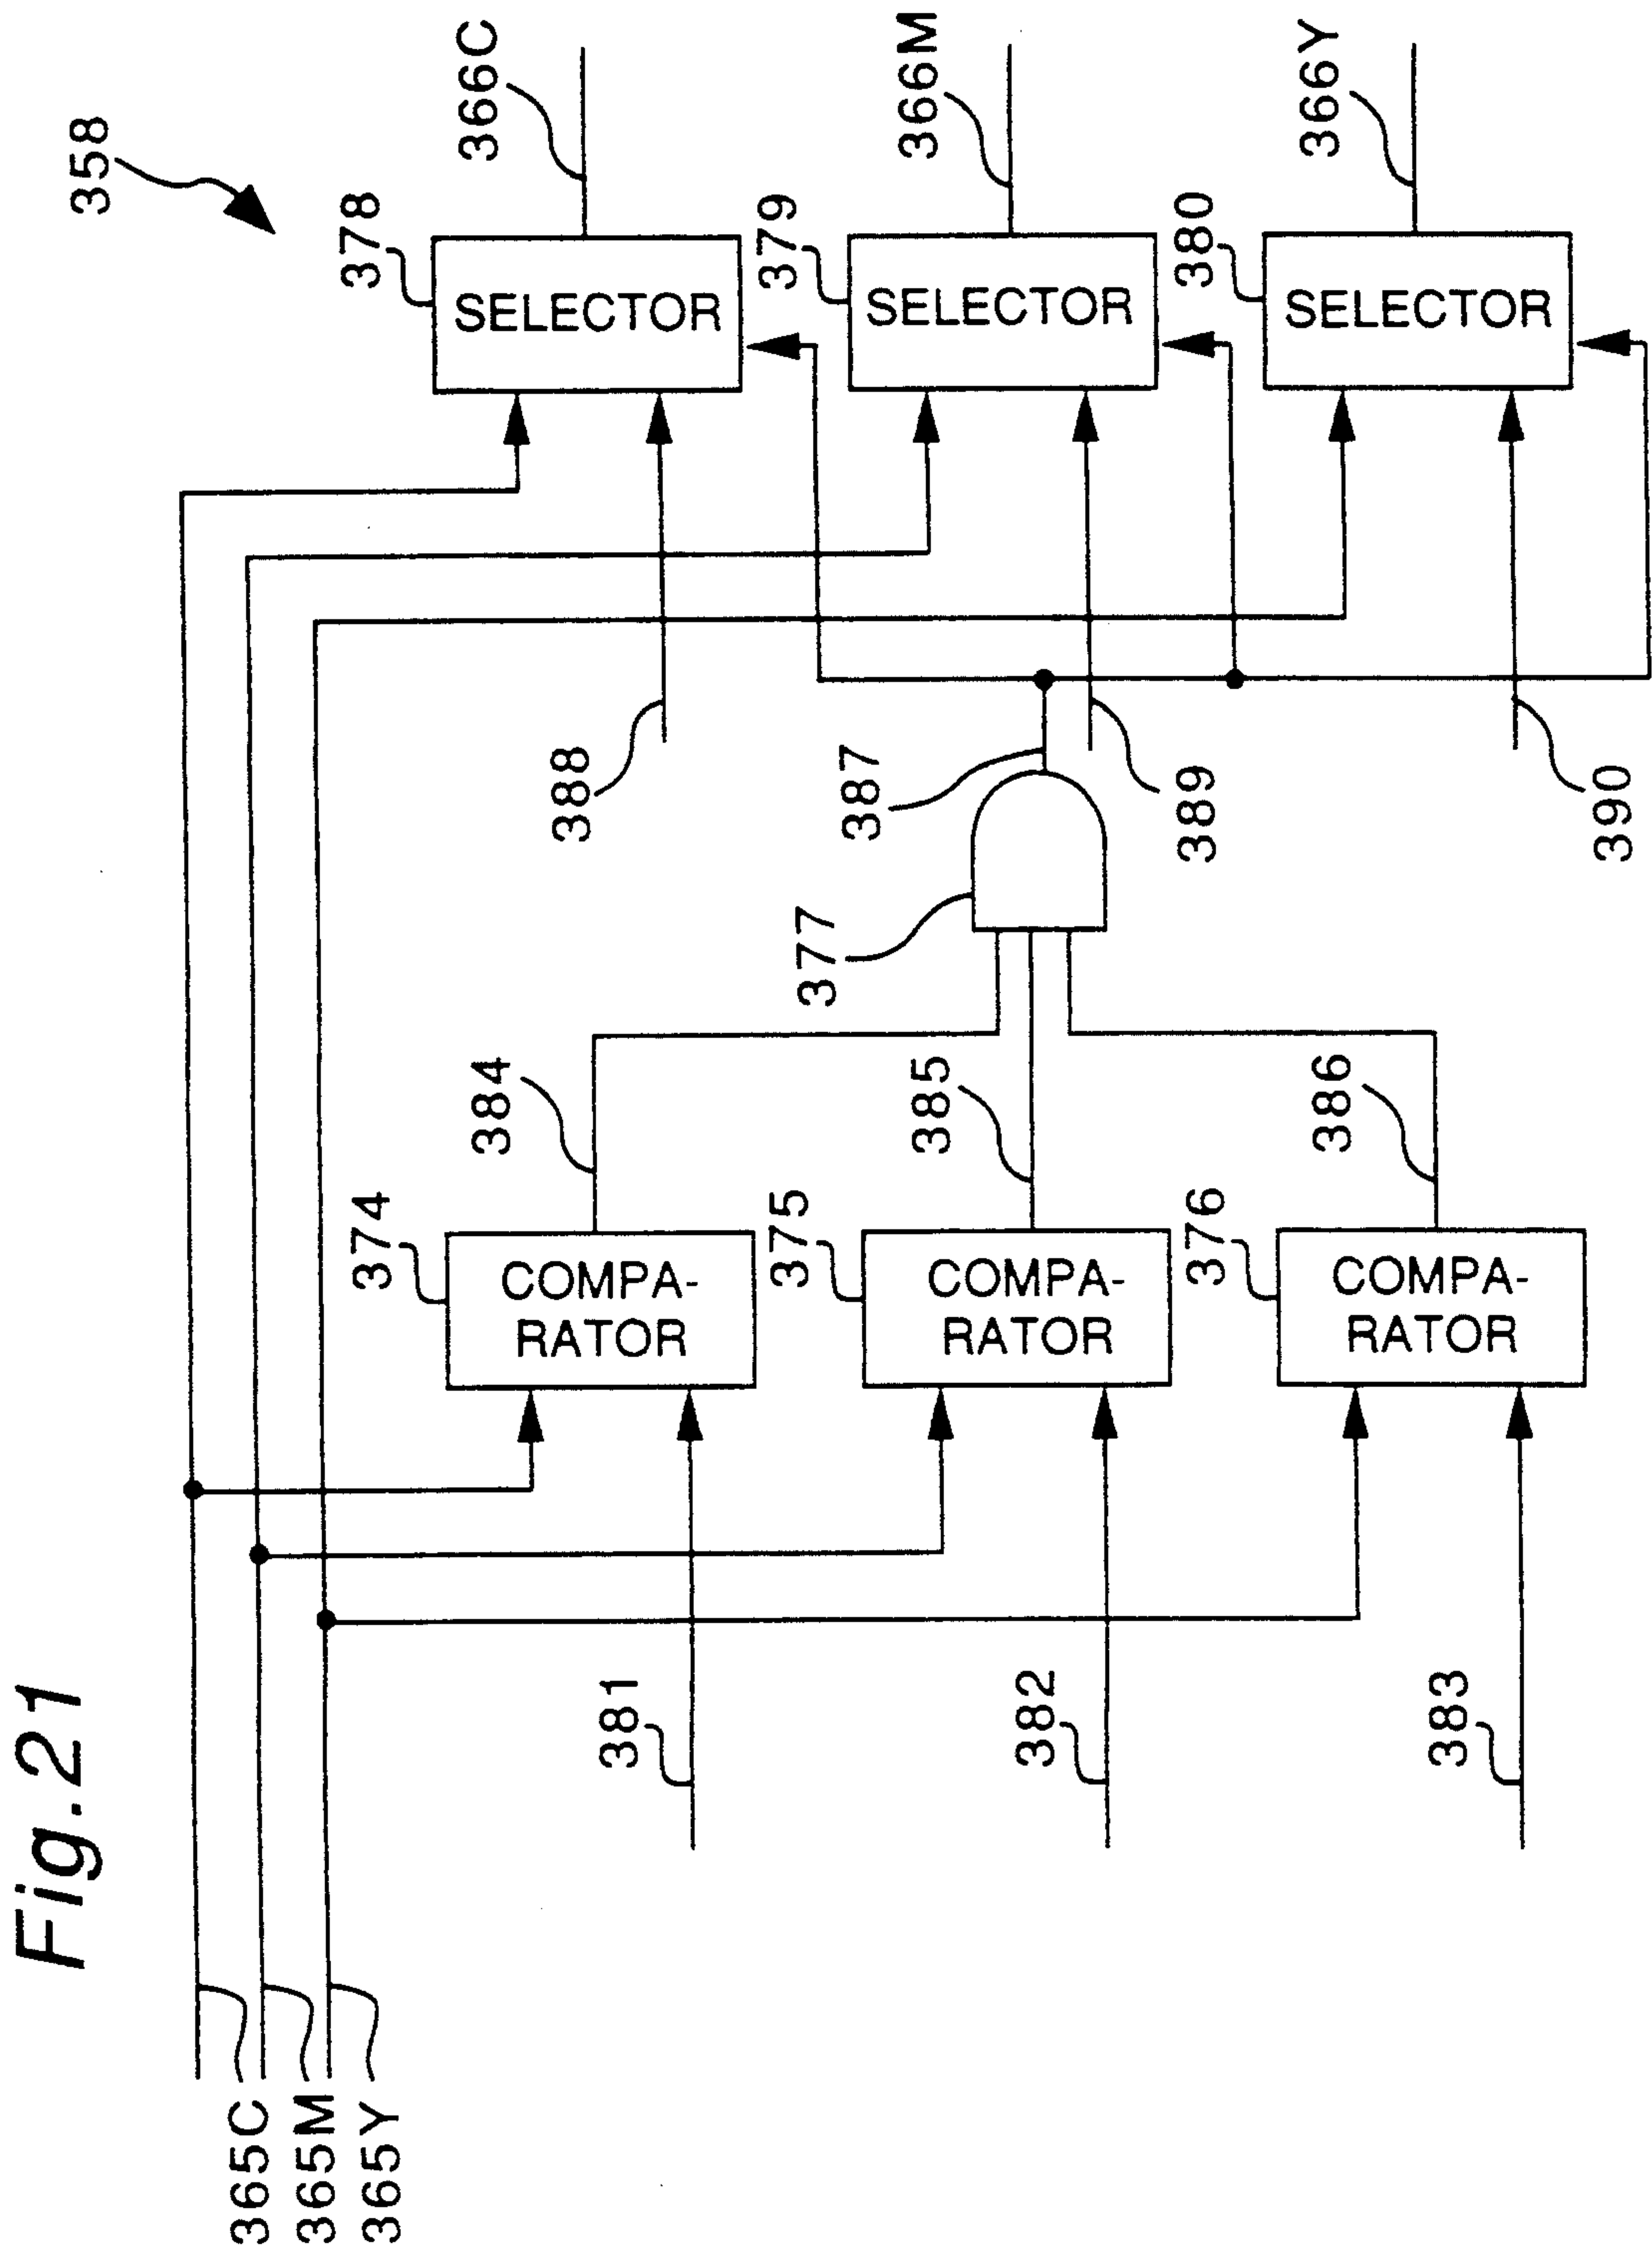 Fig.21
358
365C
365M
365Y
366C
366M
366Y
378
SELECTOR
379
SELECTOR
380
SELECTOR
388
387
389
390
377
384
385
386
374
COMPA-
RATOR
375
COMPA-
RATOR
376
COMPA-
RATOR
381
382
383